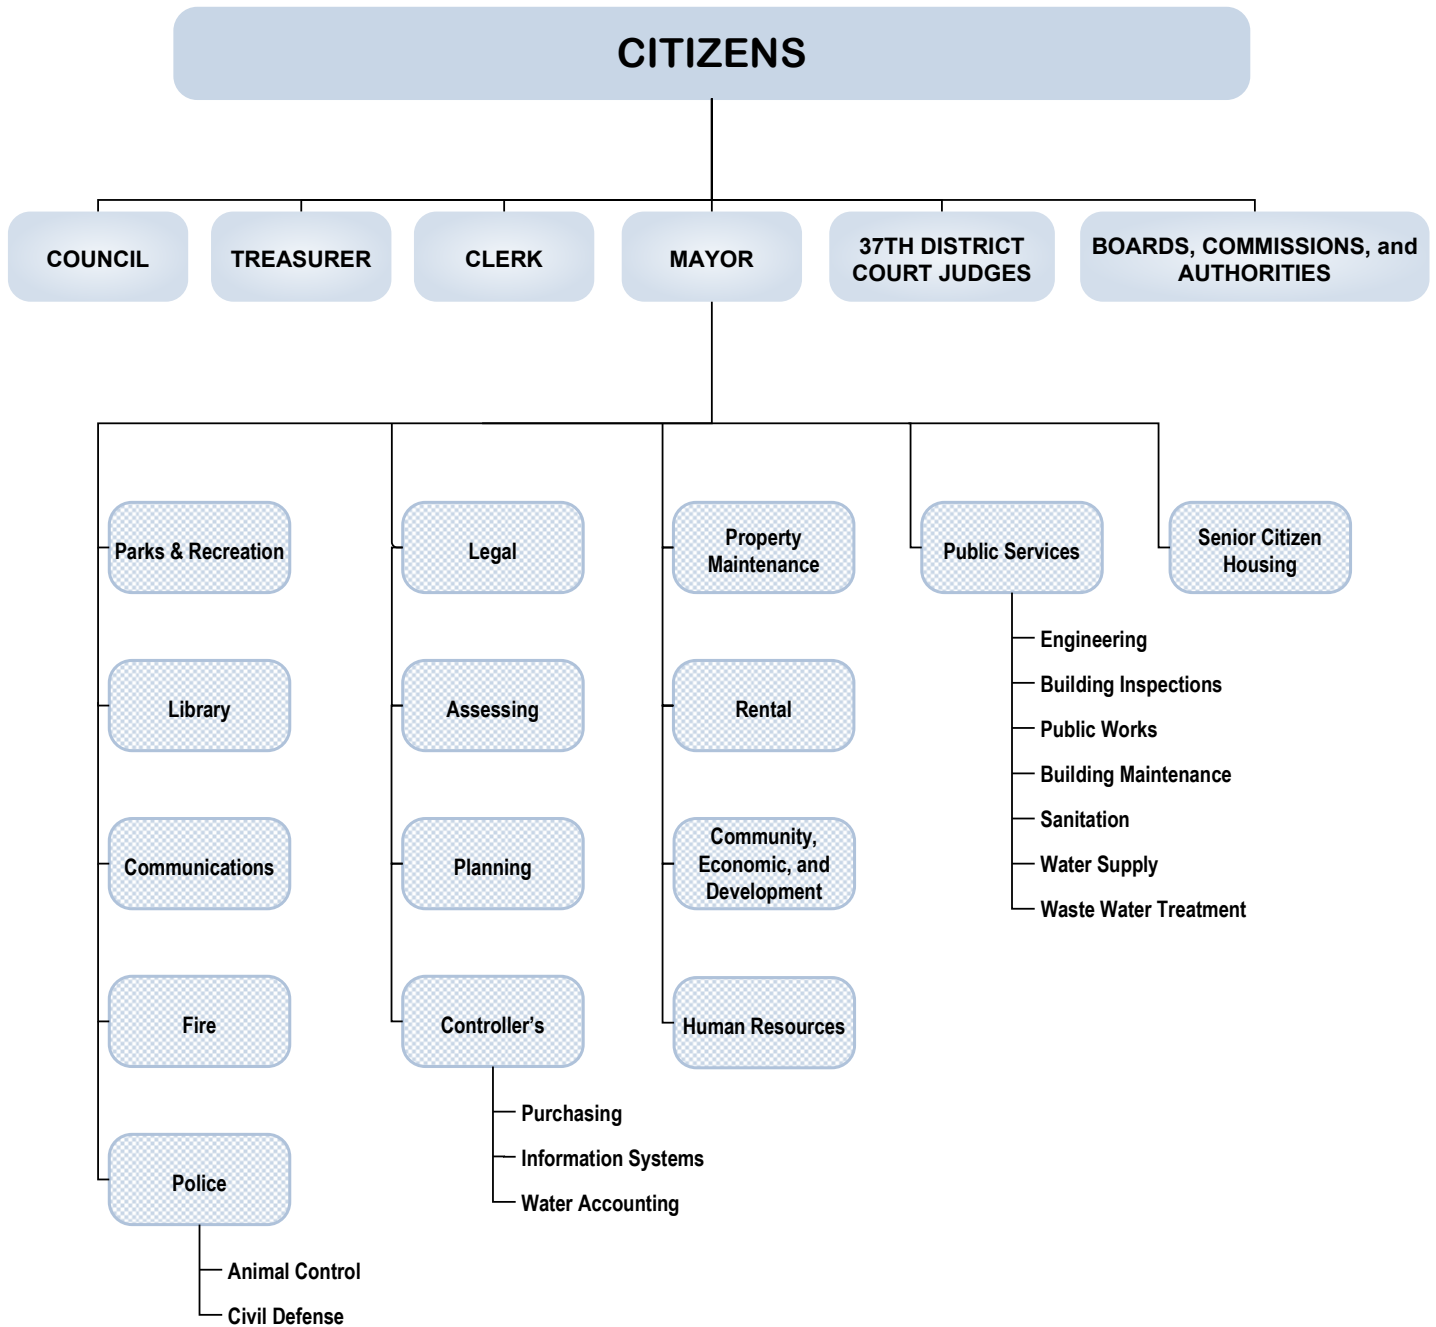 CITIZENS
COUNCIL
TREASURER
CLERK
MAYOR
37TH DISTRICT
COURT JUDGES
BOARDS, COMMISSIONS, and
AUTHORITIES
Parks & Recreation
Legal
Property
Maintenance
Public Services
Senior Citizen
Housing
Engineering
Building Inspections
Public Works
Building Maintenance
Sanitation
Water Supply
Waste Water Treatment
Library
Assessing
Rental
Communications
Planning
Community,
Economic, and
Development
Fire
Controller’s
Human Resources
Purchasing
Information Systems
Water Accounting
Police
Animal Control
Civil Defense